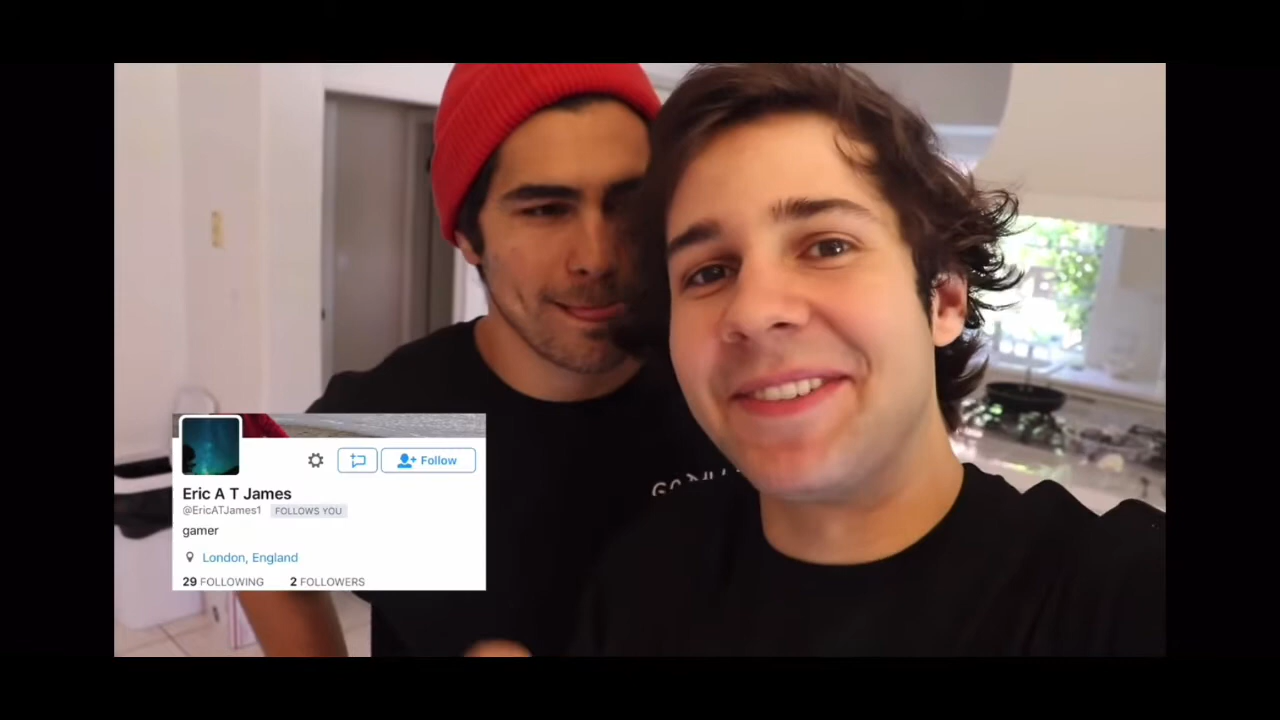 Follow
Eric A T James
@EricATJames1 FOLLOWS YOU
gamer
London, England
29 FOLLOWING 2 FOLLOWERS